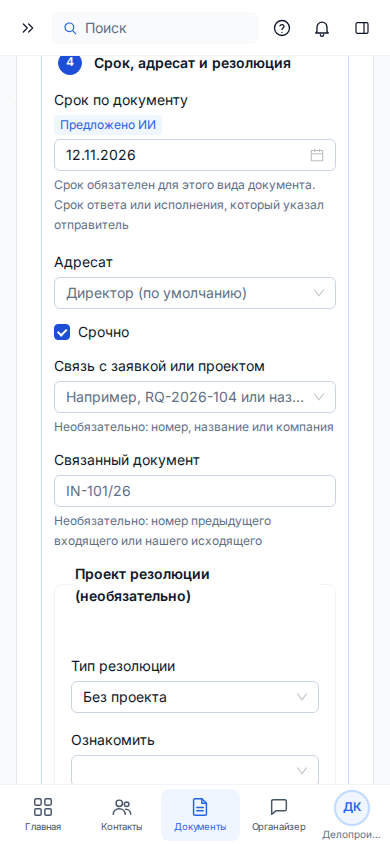 Поиск
4 Срок, адресат и резолюция
Срок по документу
Предложено ИИ
12.11.2026
Срок обязателен для этого вида документа.
Срок ответа или исполнения, который указал
отправитель
Адресат
Директор (по умолчанию)
Срочно
Связь с заявкой или проектом
Например, RQ-2026-104 или наз...
Необязательно: номер, название или компания
Связанный документ
IN-101/26
Необязательно: номер предыдущего
входящего или нашего исходящего
Проект резолюции
(необязательно)
Тип резолюции
Без проекта
Ознакомить
ДК
Главная Контакты Документы Органайзер Делопрои...